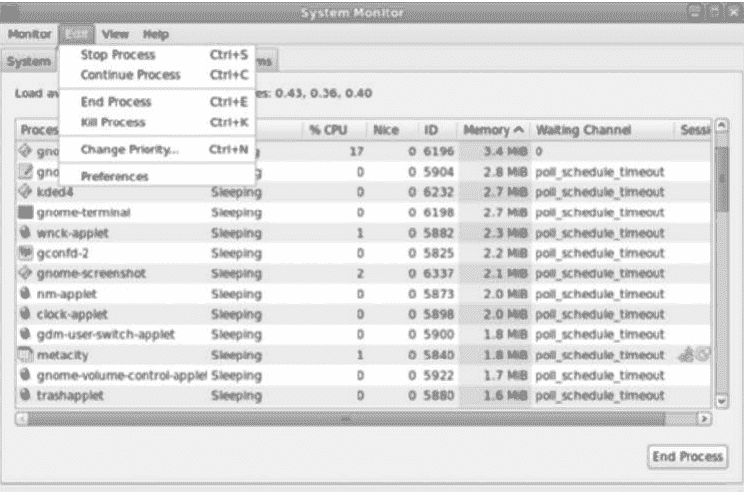 System Monitor
Monitor Edit View Help
System ms
Stop Process Ctrl+S
Continue Process Ctrl+C
End Process Ctrl+E
Kill Process Ctrl+K
Change Priority... Ctrl+N
Preferences
Load av es: 0.43, 0.36, 0.40
Proces % CPU Nice ID Memory Waiting Channel Sessi
gno 17 0 6196 3.4 MiB 0
gno 0 0 5904 2.8 MiB poll_schedule_timeout
kded4 Sleeping 0 0 6232 2.7 MiB poll_schedule_timeout
gnome-terminal Sleeping 0 0 6198 2.7 MiB poll_schedule_timeout
wnck-applet Sleeping 1 0 5882 2.3 MiB poll_schedule_timeout
gconfd-2 Sleeping 0 0 5825 2.2 MiB poll_schedule_timeout
gnome-screenshot Sleeping 2 0 6337 2.1 MiB poll_schedule_timeout
nm-applet Sleeping 0 0 5873 2.0 MiB poll_schedule_timeout
clock-applet Sleeping 0 0 5898 2.0 MiB poll_schedule_timeout
gdm-user-switch-applet Sleeping 0 0 5900 1.8 MiB poll_schedule_timeout
metacity Sleeping 1 0 5840 1.8 MiB poll_schedule_timeout
gnome-volume-control-applet Sleeping 0 0 5922 1.7 MiB poll_schedule_timeout
trashapplet Sleeping 0 0 5880 1.6 MiB poll_schedule_timeout
End Process